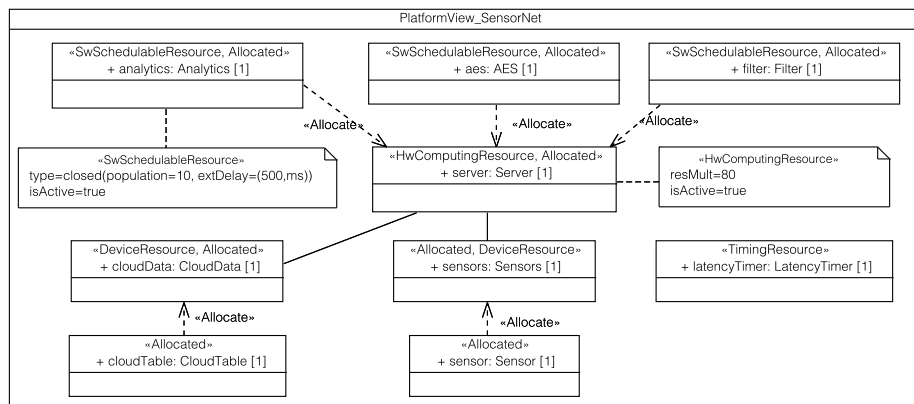 PlatformView_SensorNet
«SwSchedulableResource, Allocated»
+ analytics: Analytics [1]
«SwSchedulableResource, Allocated»
+ aes: AES [1]
«SwSchedulableResource, Allocated»
+ filter: Filter [1]
«Allocate»
«Allocate»
«Allocate»
«SwSchedulableResource»
type=closed(population=10, extDelay=(500,ms))
isActive=true
«HwComputingResource, Allocated»
+ server: Server [1]
«HwComputingResource»
resMult=80
isActive=true
«DeviceResource, Allocated»
+ cloudData: CloudData [1]
«Allocated, DeviceResource»
+ sensors: Sensors [1]
«TimingResource»
+ latencyTimer: LatencyTimer [1]
«Allocate»
«Allocate»
«Allocated»
+ cloudTable: CloudTable [1]
«Allocated»
+ sensor: Sensor [1]